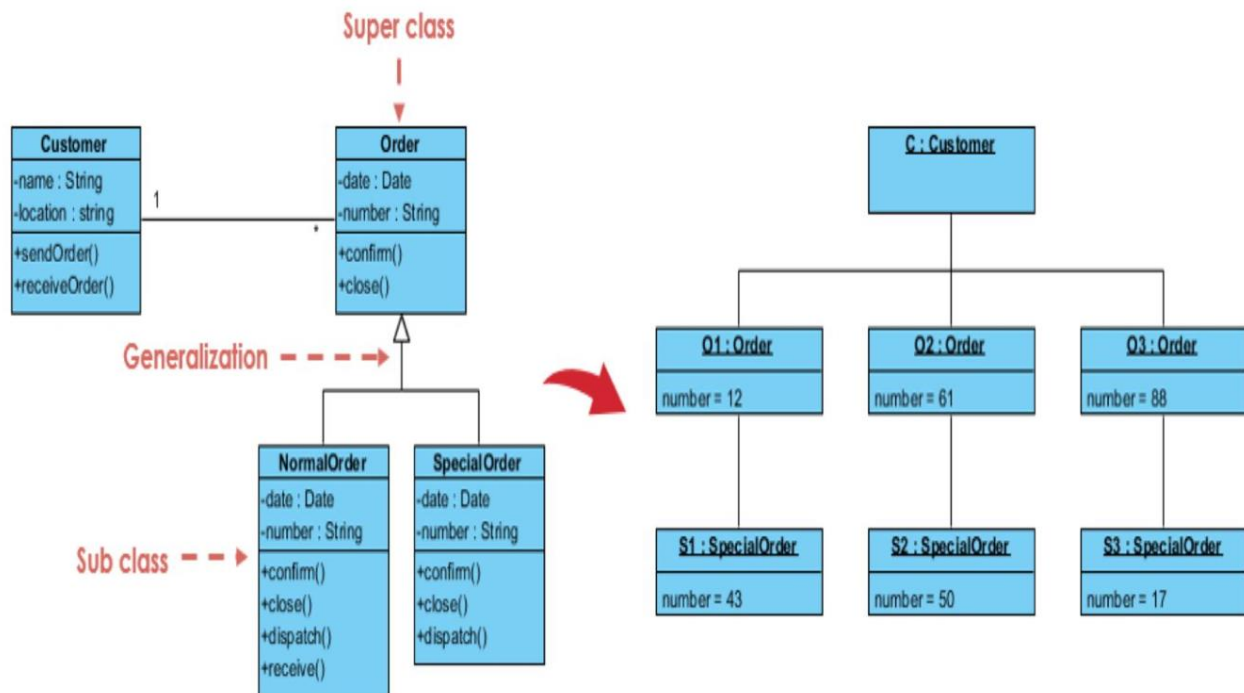 Super class
Customer
-name : String
-location : string
+sendOrder()
+receiveOrder()
1
*
Order
-date : Date
-number : String
+confirm()
+close()
Generalization
NormalOrder
-date : Date
-number : String
+confirm()
+close()
+dispatch()
+receive()
SpecialOrder
-date : Date
-number : String
+confirm()
+close()
+dispatch()
Sub class
C : Customer
O1 : Order
number = 12
O2 : Order
number = 61
O3 : Order
number = 88
S1 : SpecialOrder
number = 43
S2 : SpecialOrder
number = 50
S3 : SpecialOrder
number = 17